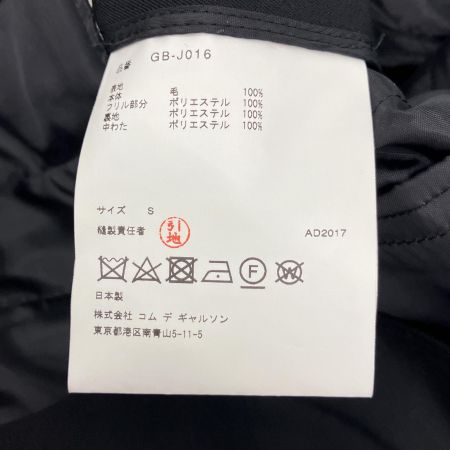 品番 GB-J016
表地
本体 毛 100%
フリル部分 ポリエステル 100%
裏地 ポリエステル 100%
中わた ポリエステル 100%
サイズ S
縫製責任者 引地 AD2017
F W
日本製
株式会社 コム デ ギャルソン
東京都港区南青山5-11-5